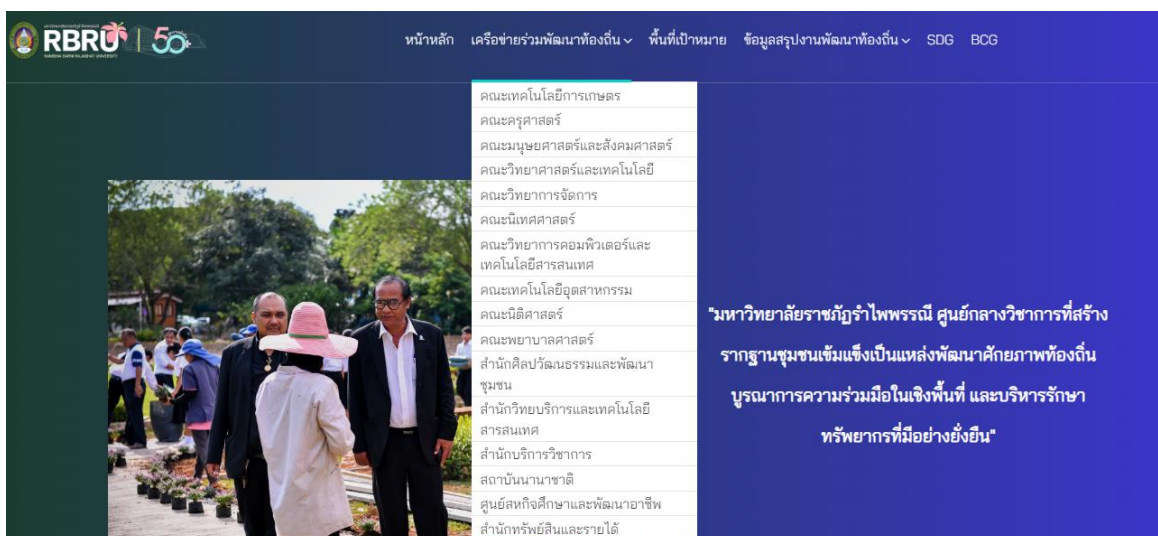 RBRU
50
หน้าหลัก
เครือข่ายร่วมพัฒนาท้องถิ่น
พื้นที่เป้าหมาย
ข้อมูลสรุปงานพัฒนาท้องถิ่น
SDG
BCG
คณะเทคโนโลยีการเกษตร
คณะครุศาสตร์
คณะมนุษยศาสตร์และสังคมศาสตร์
คณะวิทยาศาสตร์และเทคโนโลยี
คณะวิทยาการจัดการ
คณะนิเทศศาสตร์
คณะวิทยาการคอมพิวเตอร์และ
เทคโนโลยีสารสนเทศ
คณะเทคโนโลยีอุตสาหกรรม
คณะนิติศาสตร์
คณะพยาบาลศาสตร์
สำนักศิลปวัฒนธรรมและพัฒนา
ชุมชน
สำนักวิทยบริการและเทคโนโลยี
สารสนเทศ
สำนักบริการวิชาการ
สถาบันนานาชาติ
ศูนย์สหกิจศึกษาและพัฒนาอาชีพ
สำนักทรัพย์สินและรายได้
"มหาวิทยาลัยราชภัฏรำไพพรรณี ศูนย์กลางวิชาการที่สร้าง
รากฐานชุมชนเข้มแข็งเป็นแหล่งพัฒนาศักยภาพท้องถิ่น
บูรณาการความร่วมมือในเชิงพื้นที่ และบริหารรักษา
ทรัพยากรที่มีอย่างยั่งยืน"